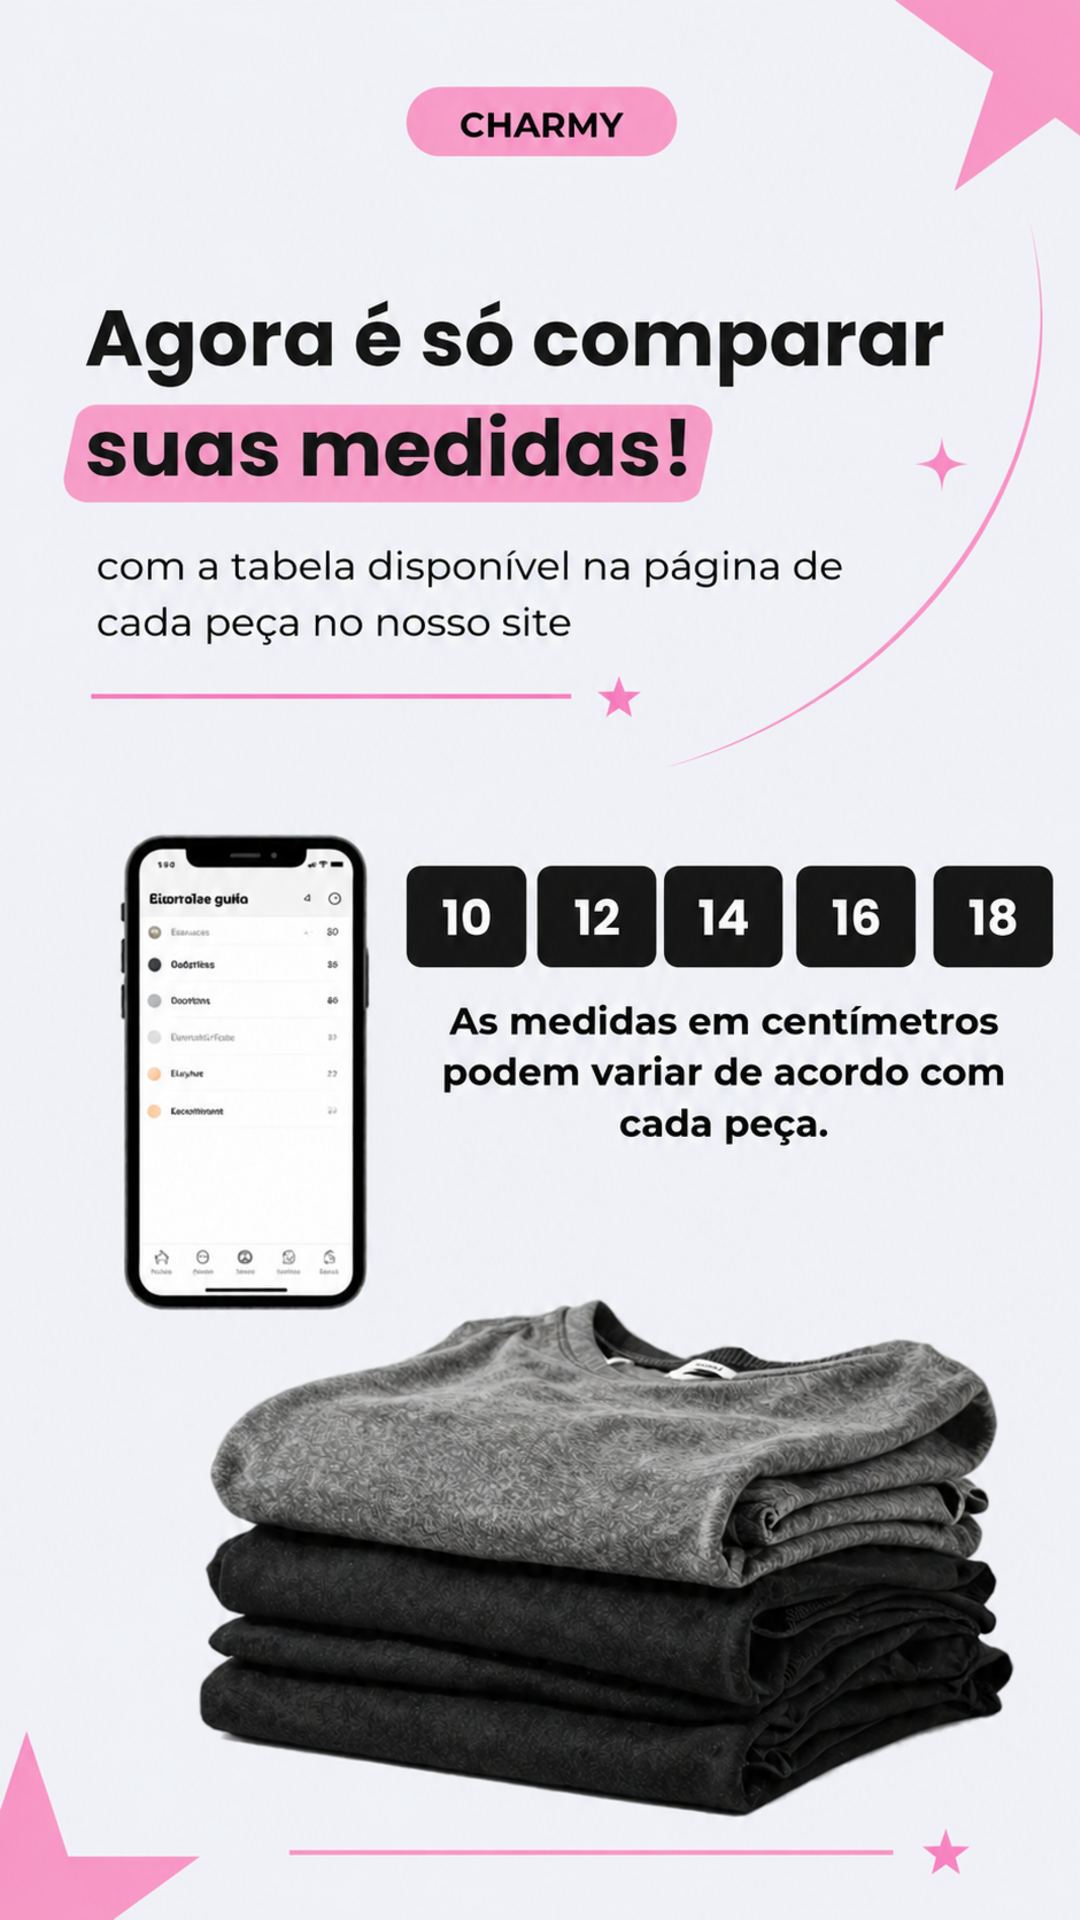 CHARMY
Agora é só comparar
suas medidas!
com a tabela disponível na página de
cada peça no nosso site
10 12 14 16 18
As medidas em centímetros
podem variar de acordo com
cada peça.